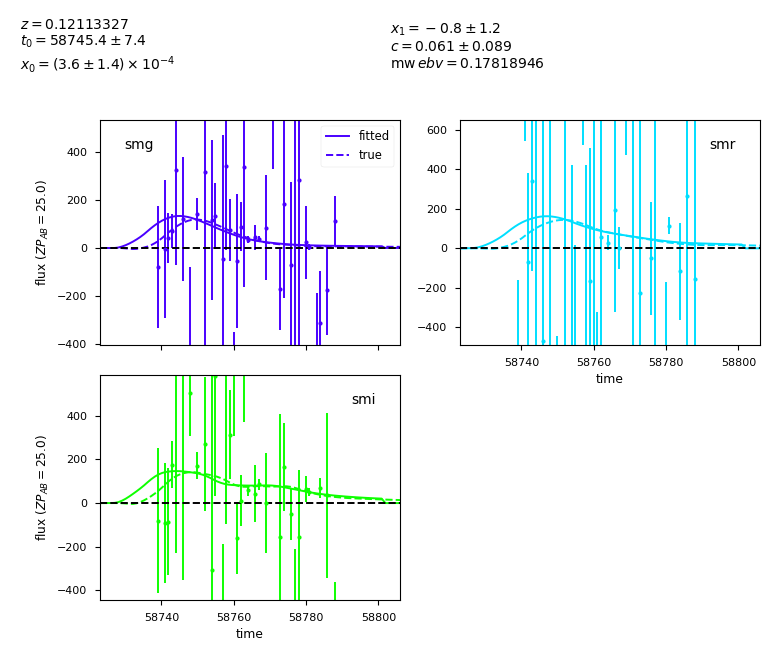 z = 0.12113327
t₀ = 58745.4 ± 7.4
x₀ = (3.6 ± 1.4) × 10⁻⁴
x₁ = −0.8 ± 1.2
c = 0.061 ± 0.089
mw ebv = 0.17818946
smg
fitted
true
400
200
0
−200
−400
flux (ZP_AB = 25.0)
smr
600
400
200
0
−200
−400
58740 58760 58780 58800
time
smi
400
200
0
−200
−400
flux (ZP_AB = 25.0)
58740 58760 58780 58800
time